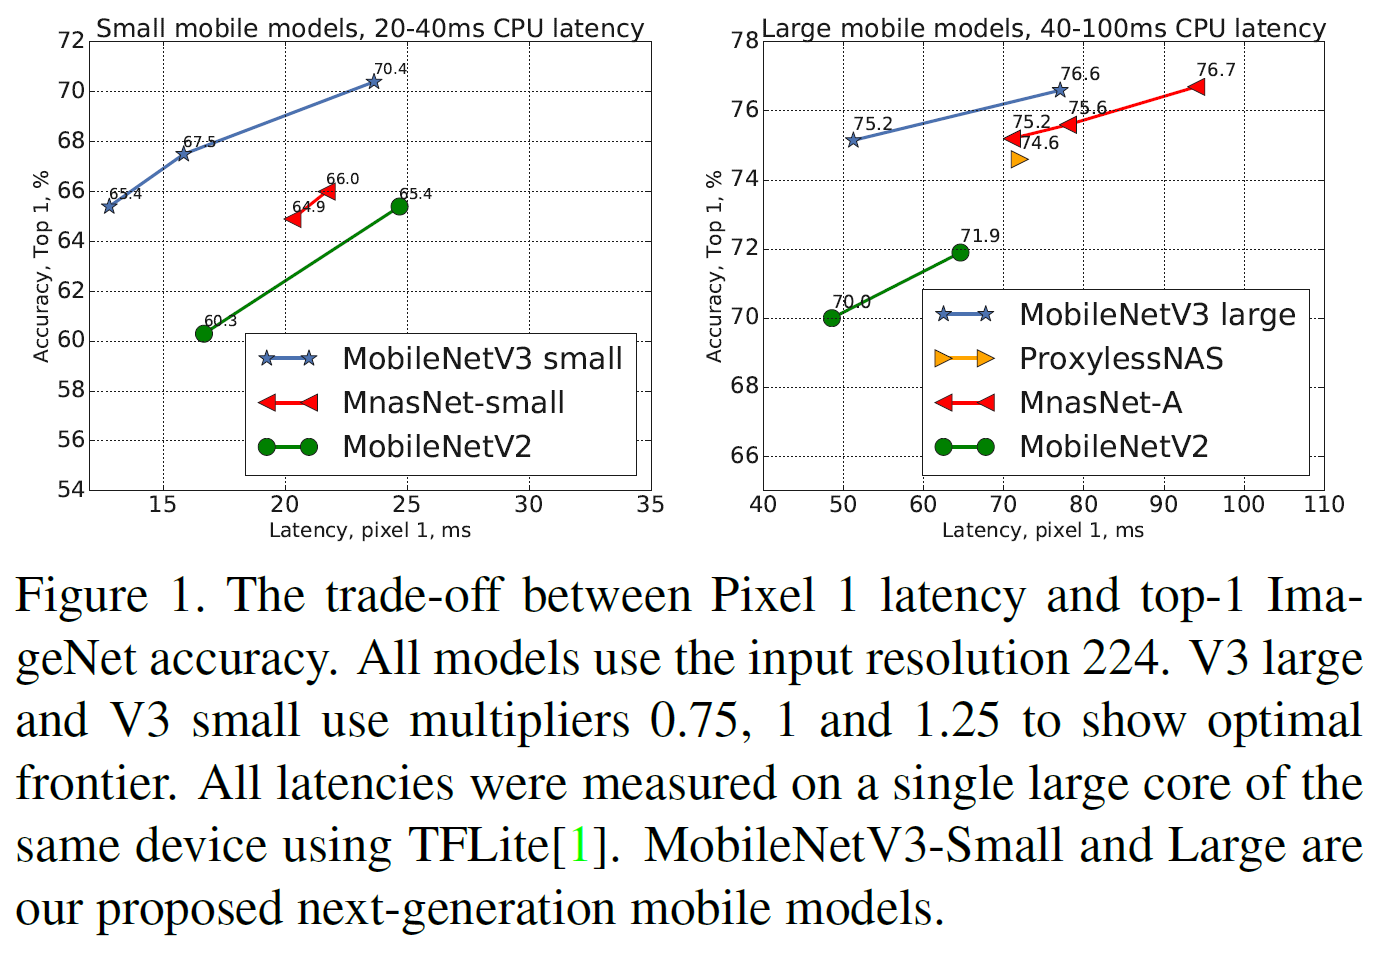 Small mobile models, 20-40ms CPU latency
72
70
68
66
64
62
60
58
56
54
Accuracy, Top 1, %
70.4
67.5
65.4
66.0
64.9
65.4
60.3
MobileNetV3 small
MnasNet-small
MobileNetV2
15 20 25 30 35
Latency, pixel 1, ms
Large mobile models, 40-100ms CPU latency
78
76
74
72
70
68
66
Accuracy, Top 1, %
76.7
76.6
75.6
75.2
75.2
74.6
71.9
70.0
MobileNetV3 large
ProxylessNAS
MnasNet-A
MobileNetV2
40 50 60 70 80 90 100 110
Latency, pixel 1, ms
Figure 1. The trade-off between Pixel 1 latency and top-1 Ima-
geNet accuracy. All models use the input resolution 224. V3 large
and V3 small use multipliers 0.75, 1 and 1.25 to show optimal
frontier. All latencies were measured on a single large core of the
same device using TFLite[1]. MobileNetV3-Small and Large are
our proposed next-generation mobile models.